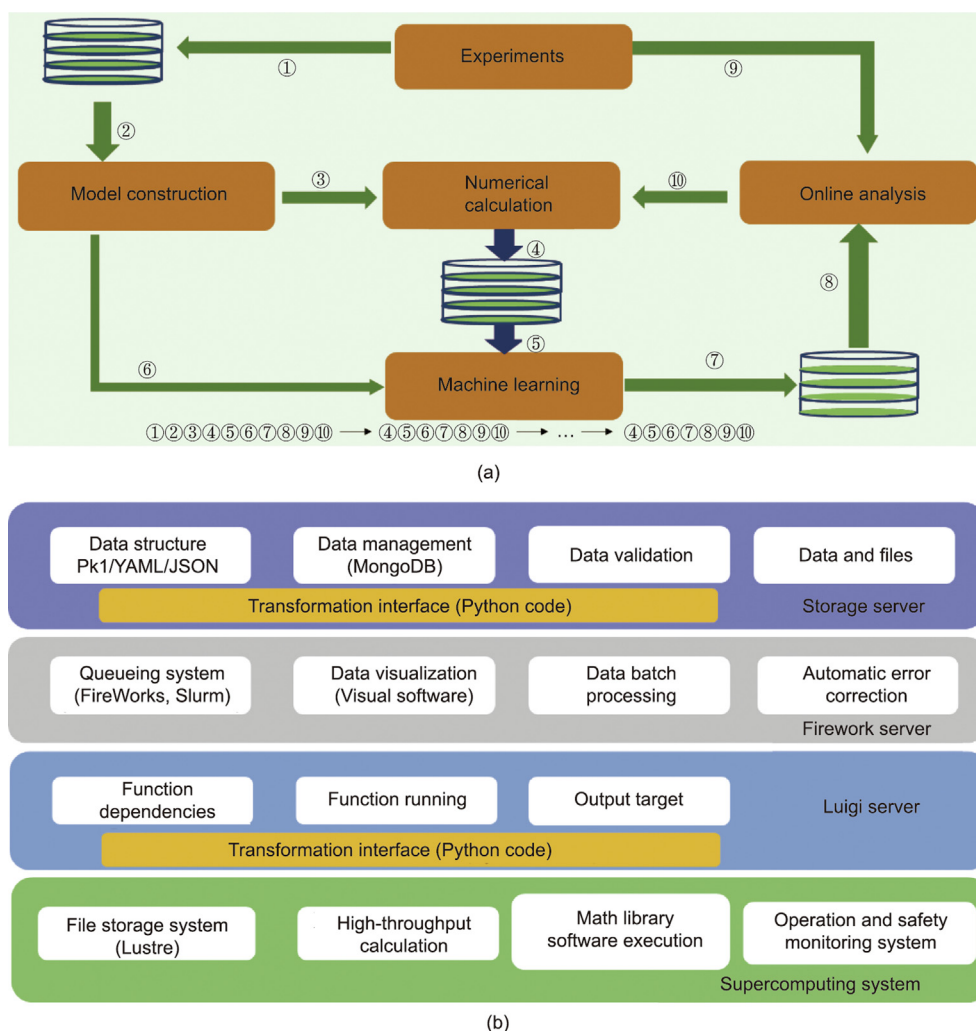 Experiments
①
⑨
②
Model construction
③
Numerical
calculation
⑩
Online analysis
④
⑧
⑤
⑥
Machine learning
⑦
①②③④⑤⑥⑦⑧⑨⑩ → ④⑤⑥⑦⑧⑨⑩ → ... → ④⑤⑥⑦⑧⑨⑩
(a)
Data structure
Pk1/YAML/JSON
Data management
(MongoDB)
Data validation
Data and files
Transformation interface (Python code)
Storage server
Queueing system
(FireWorks, Slurm)
Data visualization
(Visual software)
Data batch
processing
Automatic error
correction
Firework server
Function
dependencies
Function running
Output target
Luigi server
Transformation interface (Python code)
File storage system
(Lustre)
High-throughput
calculation
Math library
software execution
Operation and safety
monitoring system
Supercomputing system
(b)